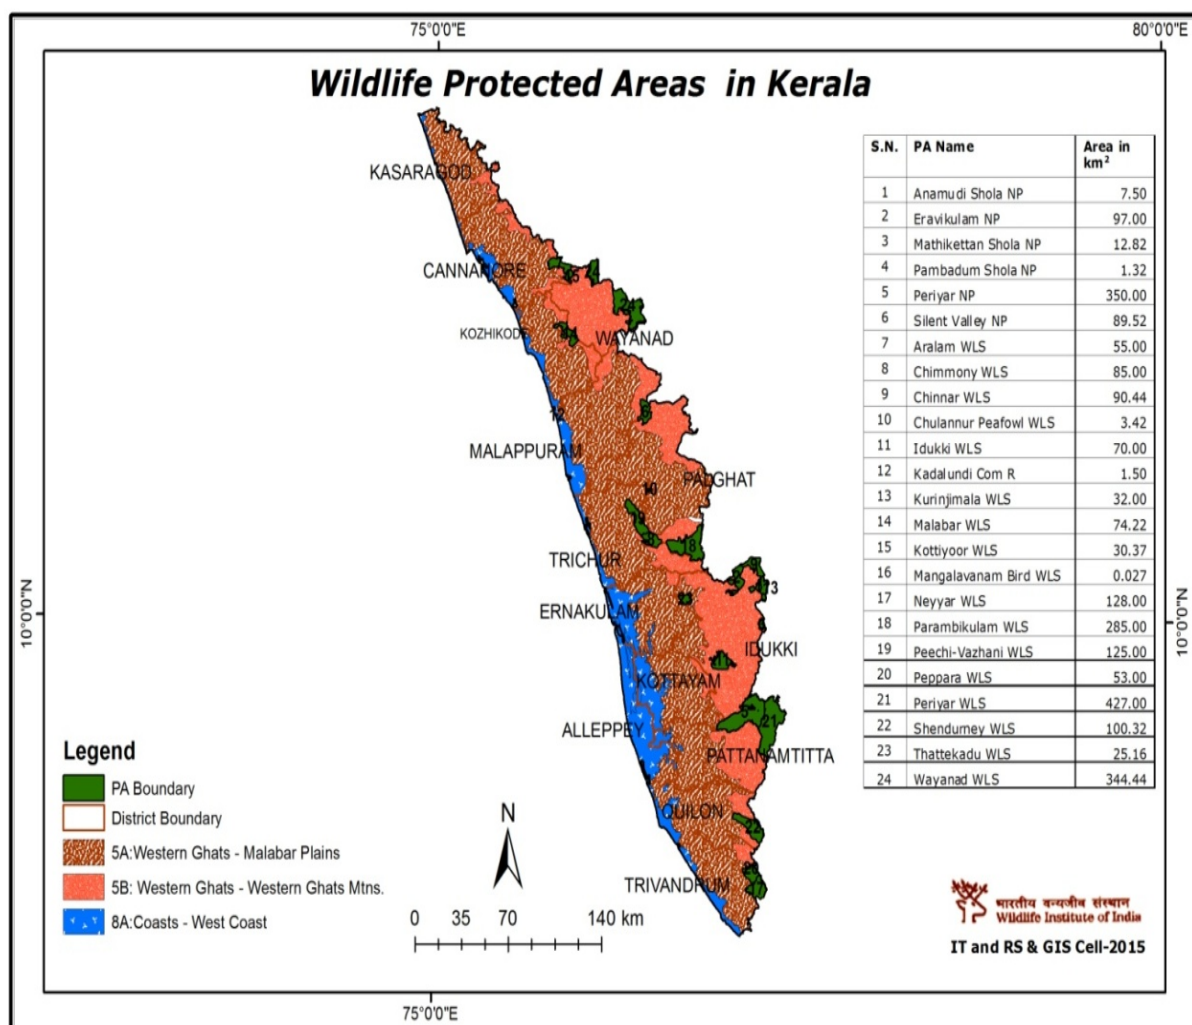 75°0'0"E 80°0'0"E
Wildlife Protected Areas in Kerala
S.N. PA Name Area in km²
1 Anamudi Shola NP 7.50
2 Eravikulam NP 97.00
3 Mathikettan Shola NP 12.82
4 Pambadum Shola NP 1.32
5 Periyar NP 350.00
6 Silent Valley NP 89.52
7 Aralam WLS 55.00
8 Chimmony WLS 85.00
9 Chinnar WLS 90.44
10 Chulannur Peafowl WLS 3.42
11 Idukki WLS 70.00
12 Kadalundi Com R 1.50
13 Kurinjimala WLS 32.00
14 Malabar WLS 74.22
15 Kottiyoor WLS 30.37
16 Mangalavanam Bird WLS 0.027
17 Neyyar WLS 128.00
18 Parambikulam WLS 285.00
19 Peechi-Vazhani WLS 125.00
20 Peppara WLS 53.00
21 Periyar WLS 427.00
22 Shendurney WLS 100.32
23 Thattekadu WLS 25.16
24 Wayanad WLS 344.44
KASARAGOD
CANNANORE
KOZHIKODE
WAYANAD
24
12
MALAPPURAM
PALGHAT
10
19
18
TRICHUR
ERNAKULAM
IDUKKI
11
KOTTAYAM
5
21
ALLEPPEY
PATTANAMTITTA
QUILON
22
TRIVANDRUM
17
10°0'0"N
10°0'0"N
Legend
PA Boundary
District Boundary
5A:Western Ghats - Malabar Plains
5B: Western Ghats - Western Ghats Mtns.
8A:Coasts - West Coast
N
0 35 70 140 km
भारतीय वन्यजीव संस्थान
Wildlife Institute of India
IT and RS & GIS Cell-2015
75°0'0"E